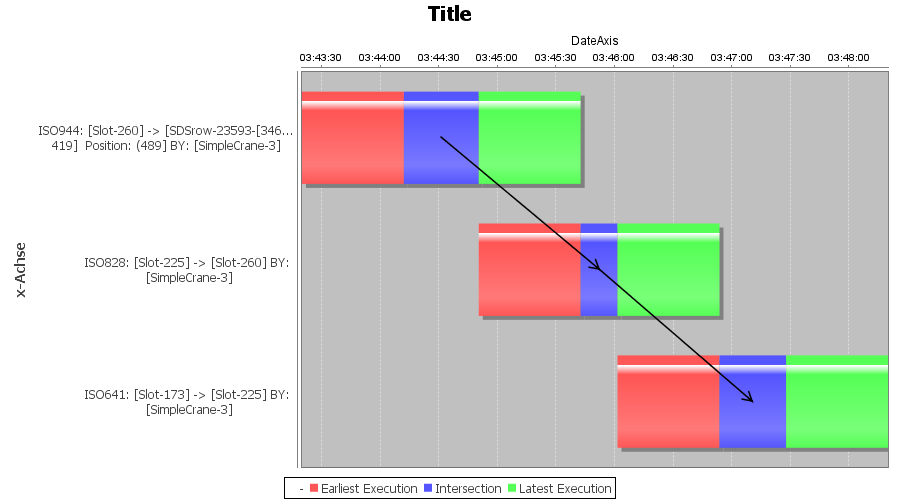 Title
DateAxis
03:43:30 03:44:00 03:44:30 03:45:00 03:45:30 03:46:00 03:46:30 03:47:00 03:47:30 03:48:00
x-Achse
ISO944: [Slot-260] -> [SDSrow-23593-[346...
419] Position: (489] BY: [SimpleCrane-3]
ISO828: [Slot-225] -> [Slot-260] BY:
[SimpleCrane-3]
ISO641: [Slot-173] -> [Slot-225] BY:
[SimpleCrane-3]
- Earliest Execution Intersection Latest Execution